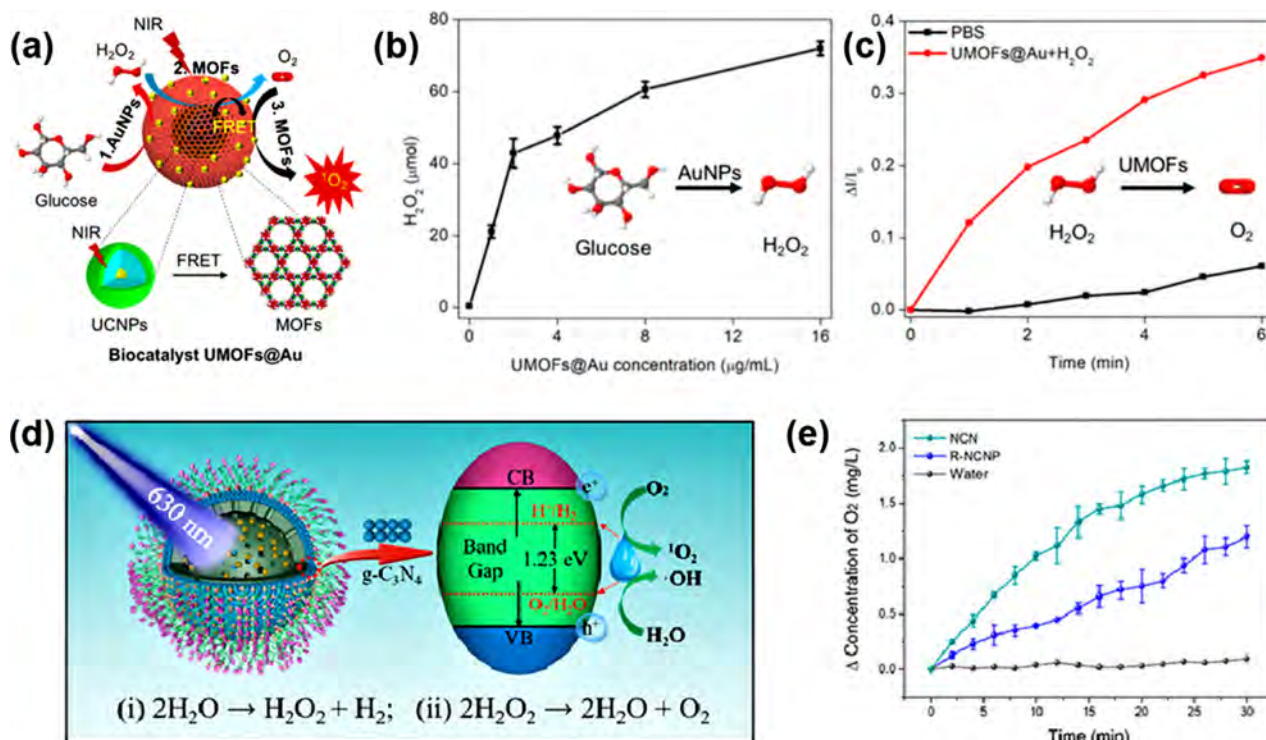 (a)
NIR
H₂O₂
2. MOFs
O₂
1.AuNPs
FRET
3. MOFs
Glucose
¹O₂
NIR
FRET
UCNPs
MOFs
Biocatalyst UMOFs@Au
(b)
80
60
40
20
0
H₂O₂ (μmol)
AuNPs
Glucose
H₂O₂
0 4 8 12 16
UMOFs@Au concentration (μg/mL)
(c)
0.4
0.3
0.2
0.1
0.0
PBS
UMOFs@Au+H₂O₂
UMOFs
H₂O₂
O₂
0 2 4 6
Time (min)
(d)
630 nm
g-C₃N₄
CB
H⁺/H₂
Band
Gap
1.23 eV
O₂/H₂O
VB
h⁺
O₂
¹O₂
·OH
H₂O
(i) 2H₂O → H₂O₂ + H₂; (ii) 2H₂O₂ → 2H₂O + O₂
(e)
Δ Concentration of O₂ (mg/L)
2.0
1.5
1.0
0.5
0.0
NCN
R-NCNP
Water
0 5 10 15 20 25 30
Time (min)